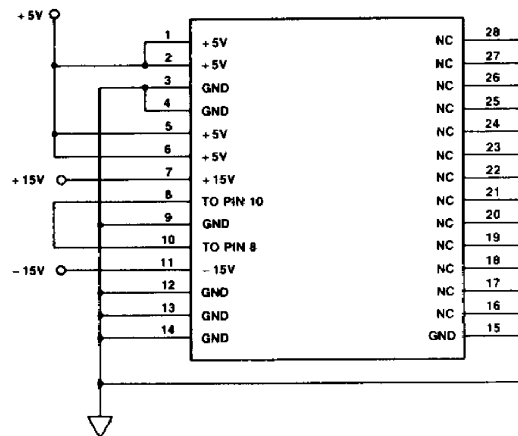 +5V
1 +5V NC 28
2 +5V NC 27
3 GND NC 26
4 GND NC 25
5 +5V NC 24
6 +5V NC 23
+15V 7 +15V NC 22
8 TO PIN 10 NC 21
9 GND NC 20
10 TO PIN 8 NC 19
-15V 11 -15V NC 18
12 GND NC 17
13 GND NC 16
14 GND GND 15